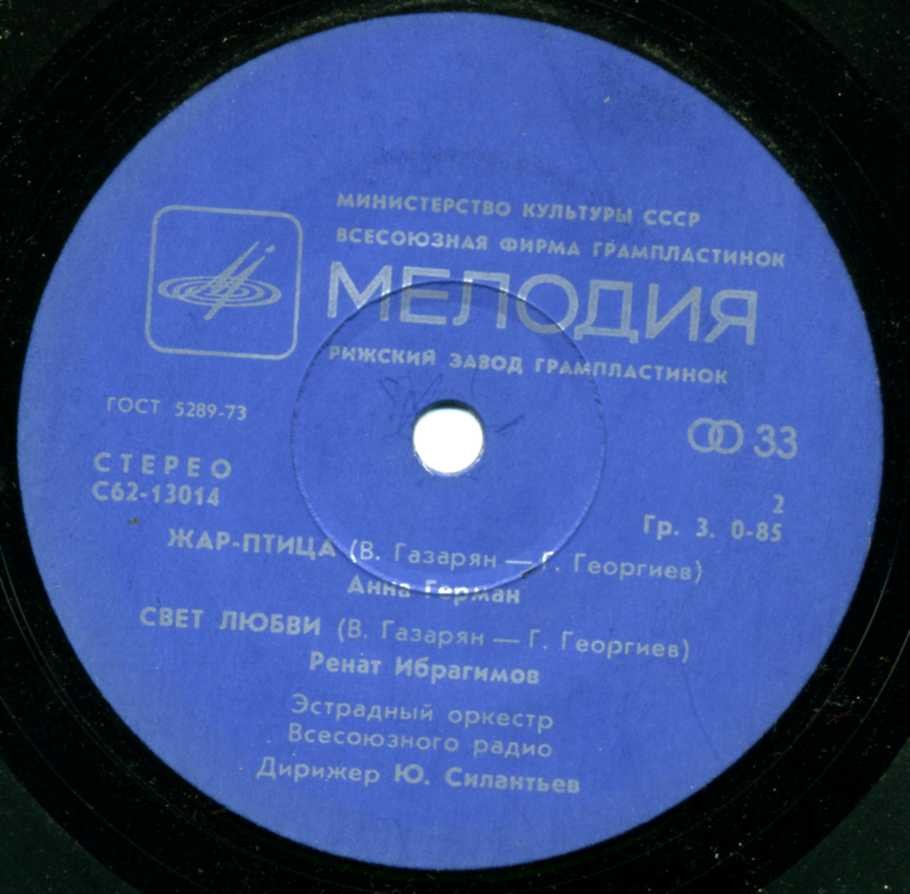 МИНИСТЕРСТВО КУЛЬТУРЫ СССР
ВСЕСОЮЗНАЯ ФИРМА ГРАМПЛАСТИНОК
МЕЛОДИЯ
РИЖСКИЙ ЗАВОД ГРАМПЛАСТИНОК
ГОСТ 5289-73
33
СТЕРЕО
С62-13014
2
Гр. 3. 0-85
ЖАР-ПТИЦА (В. Газарян — Г. Георгиев)
Анна Герман
СВЕТ ЛЮБВИ (В. Газарян — Г. Георгиев)
Ренат Ибрагимов
Эстрадный оркестр
Всесоюзного радио
Дирижер Ю. Силантьев